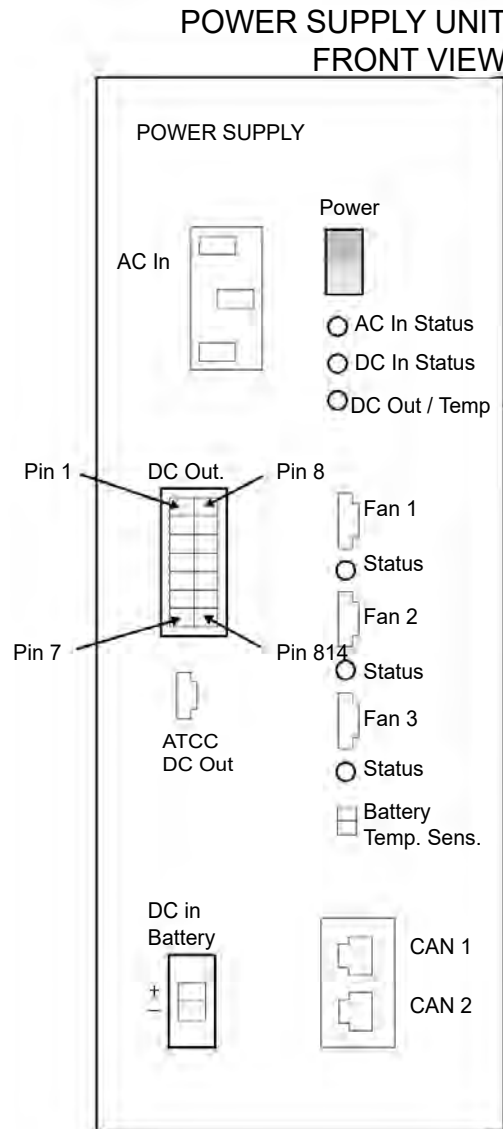 POWER SUPPLY UNIT
FRONT VIEW
POWER SUPPLY
Power
AC In
AC In Status
DC In Status
DC Out / Temp
Pin 1
DC Out.
Pin 8
Fan 1
Status
Fan 2
Pin 7
Pin 814
Status
Fan 3
ATCC
DC Out
Status
Battery
Temp. Sens.
DC in
Battery
CAN 1
+
–
CAN 2